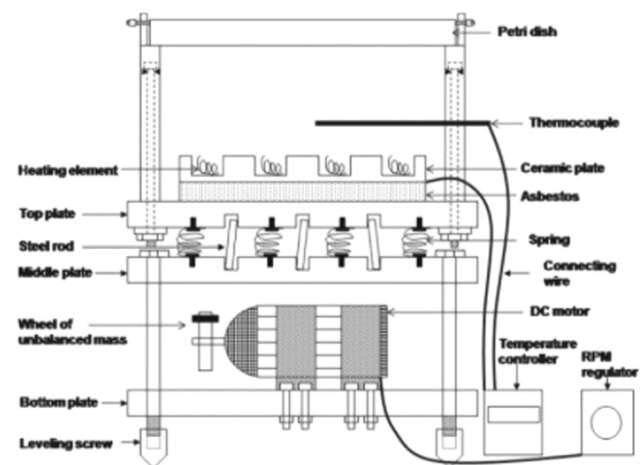 Petri dish
Thermocouple
Heating element
Ceramic plate
Asbestos
Top plate
Steel rod
Spring
Middle plate
Connecting
wire
DC motor
Wheel of
unbalanced mass
Temperature
controller
RPM
regulator
Bottom plate
Leveling screw